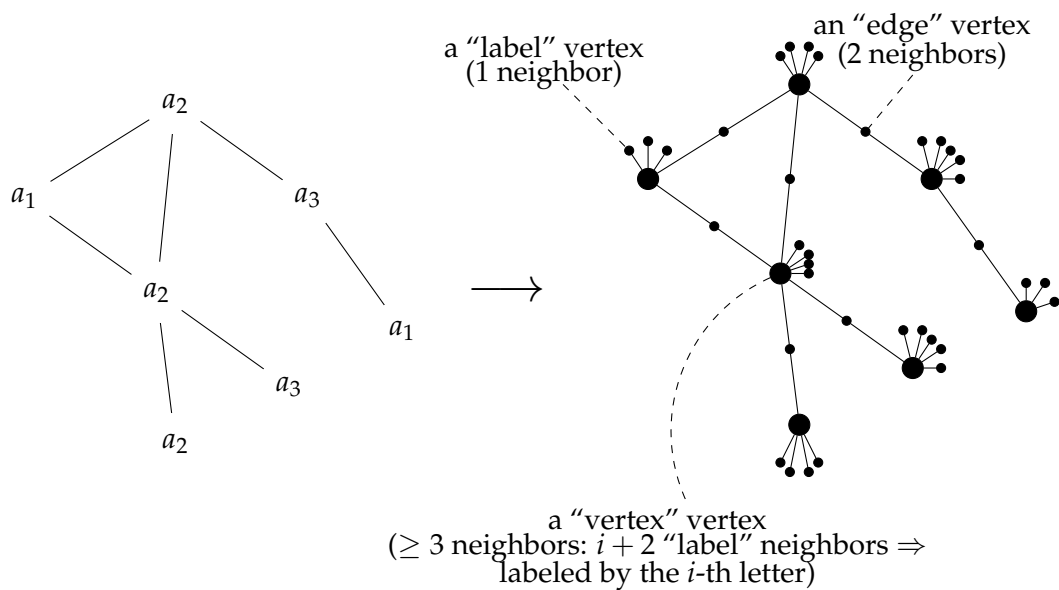 a “label” vertex
(1 neighbor)
an “edge” vertex
(2 neighbors)
a₂
a₁
a₃
a₂
a₁
a₃
a₂
a “vertex” vertex
(≥ 3 neighbors: i + 2 “label” neighbors ⇒
labeled by the i-th letter)